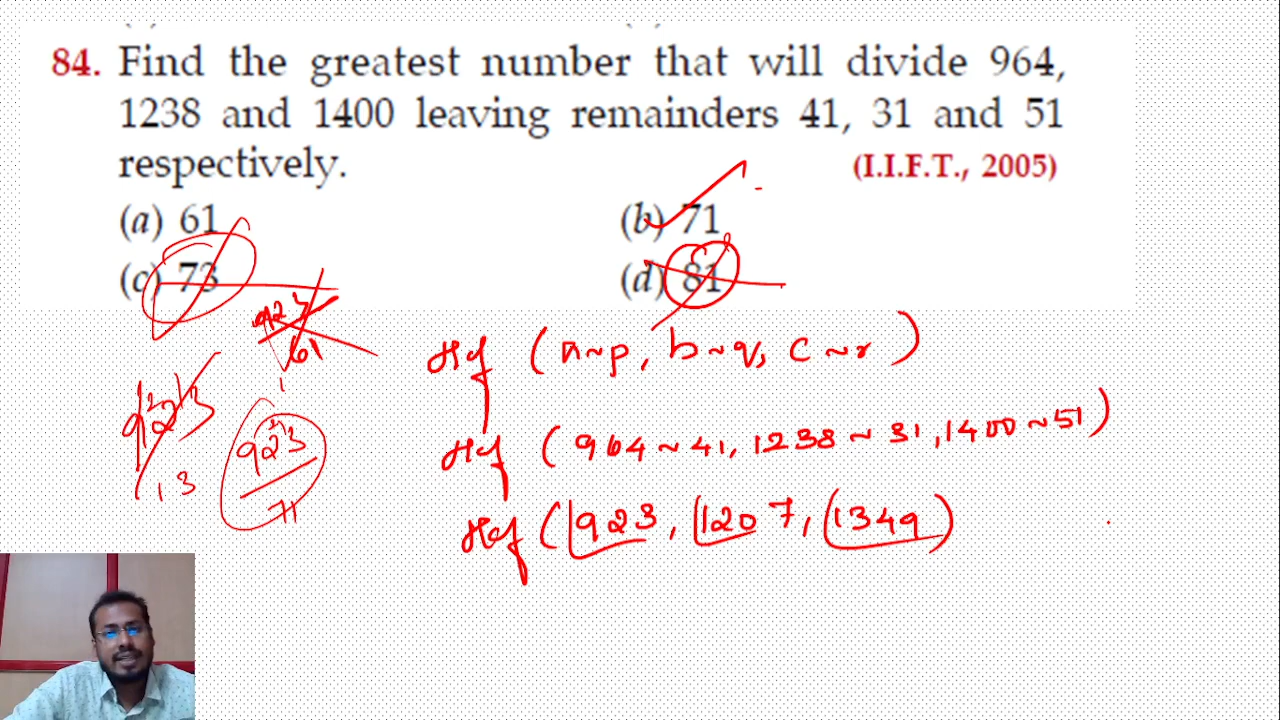 84. Find the greatest number that will divide 964,
1238 and 1400 leaving remainders 41, 31 and 51
respectively. (I.I.F.T., 2005)
(a) 61 (b) 71
(c) 73 (d) 81
923
61
Hcf (a~p, b~q, c~r)
923
13
923
71
Hcf (964~41, 1238~31, 1400~51)
Hcf (923, 1207, 1349)